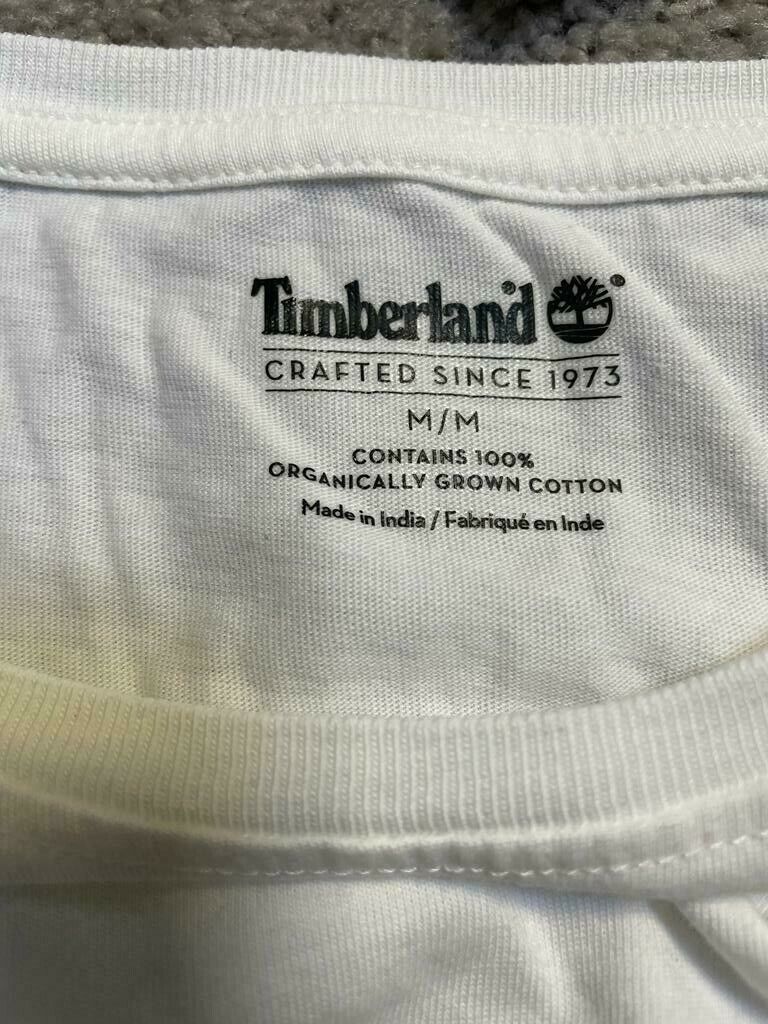 Timberland®
CRAFTED SINCE 1973
M/M
CONTAINS 100%
ORGANICALLY GROWN COTTON
Made in India / Fabriqué en Inde